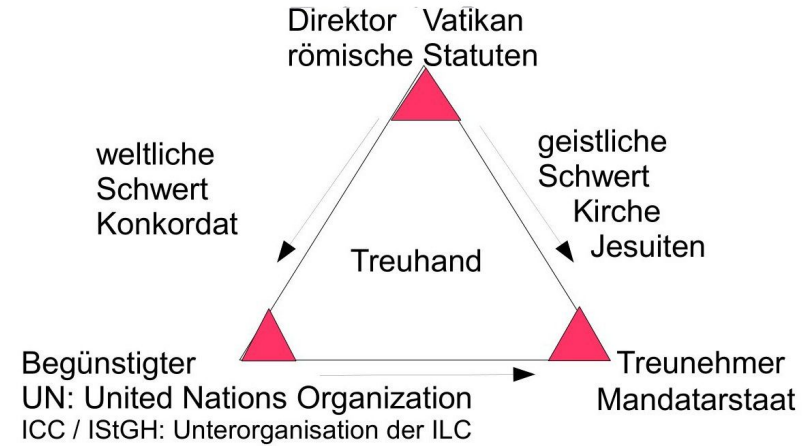 Direktor Vatikan
römische Statuten
weltliche
Schwert
Konkordat
geistliche
Schwert
Kirche
Jesuiten
Treuhand
Begünstigter
UN: United Nations Organization
ICC / IStGH: Unterorganisation der ILC
Treunehmer
Mandatarstaat